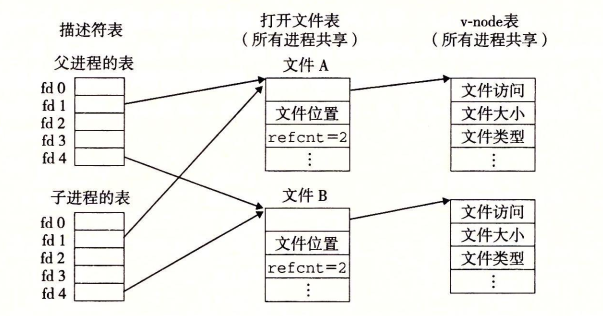 描述符表
父进程的表
fd 0
fd 1
fd 2
fd 3
fd 4
子进程的表
fd 0
fd 1
fd 2
fd 3
fd 4
打开文件表
（所有进程共享）
文件 A
文件位置
refcnt=2
⋮
文件 B
文件位置
refcnt=2
⋮
v-node表
（所有进程共享）
文件访问
文件大小
文件类型
⋮
文件访问
文件大小
文件类型
⋮